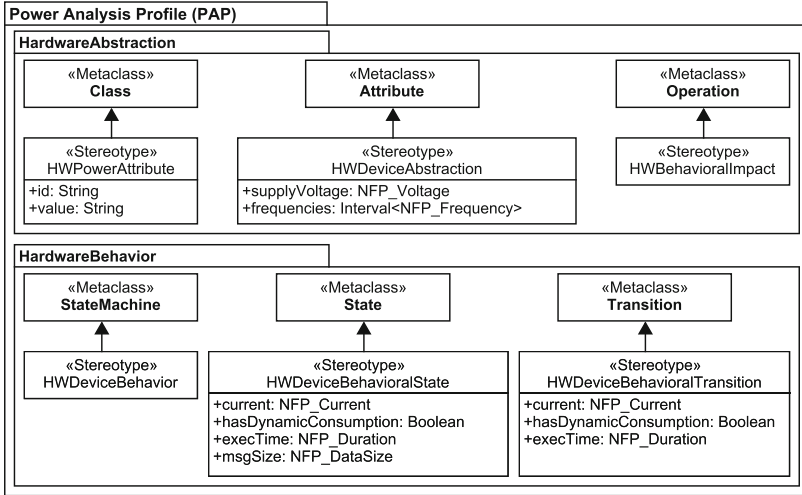 Power Analysis Profile (PAP)
HardwareAbstraction
«Metaclass»
Class
«Metaclass»
Attribute
«Metaclass»
Operation
«Stereotype»
HWPowerAttribute
+id: String
+value: String
«Stereotype»
HWDeviceAbstraction
+supplyVoltage: NFP_Voltage
+frequencies: Interval<NFP_Frequency>
«Stereotype»
HWBehavioralImpact
HardwareBehavior
«Metaclass»
StateMachine
«Metaclass»
State
«Metaclass»
Transition
«Stereotype»
HWDeviceBehavior
«Stereotype»
HWDeviceBehavioralState
+current: NFP_Current
+hasDynamicConsumption: Boolean
+execTime: NFP_Duration
+msgSize: NFP_DataSize
«Stereotype»
HWDeviceBehavioralTransition
+current: NFP_Current
+hasDynamicConsumption: Boolean
+execTime: NFP_Duration